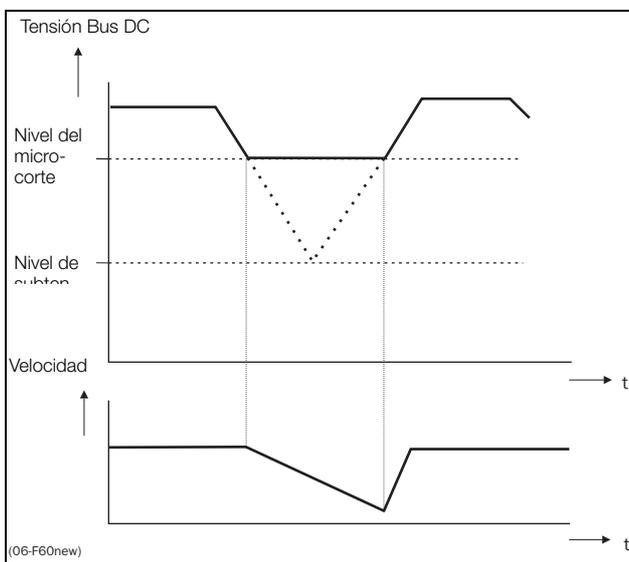 Tensión Bus DC
Nivel del
micro-
corte
Nivel de
t
Velocidad
t
(06-F60new)